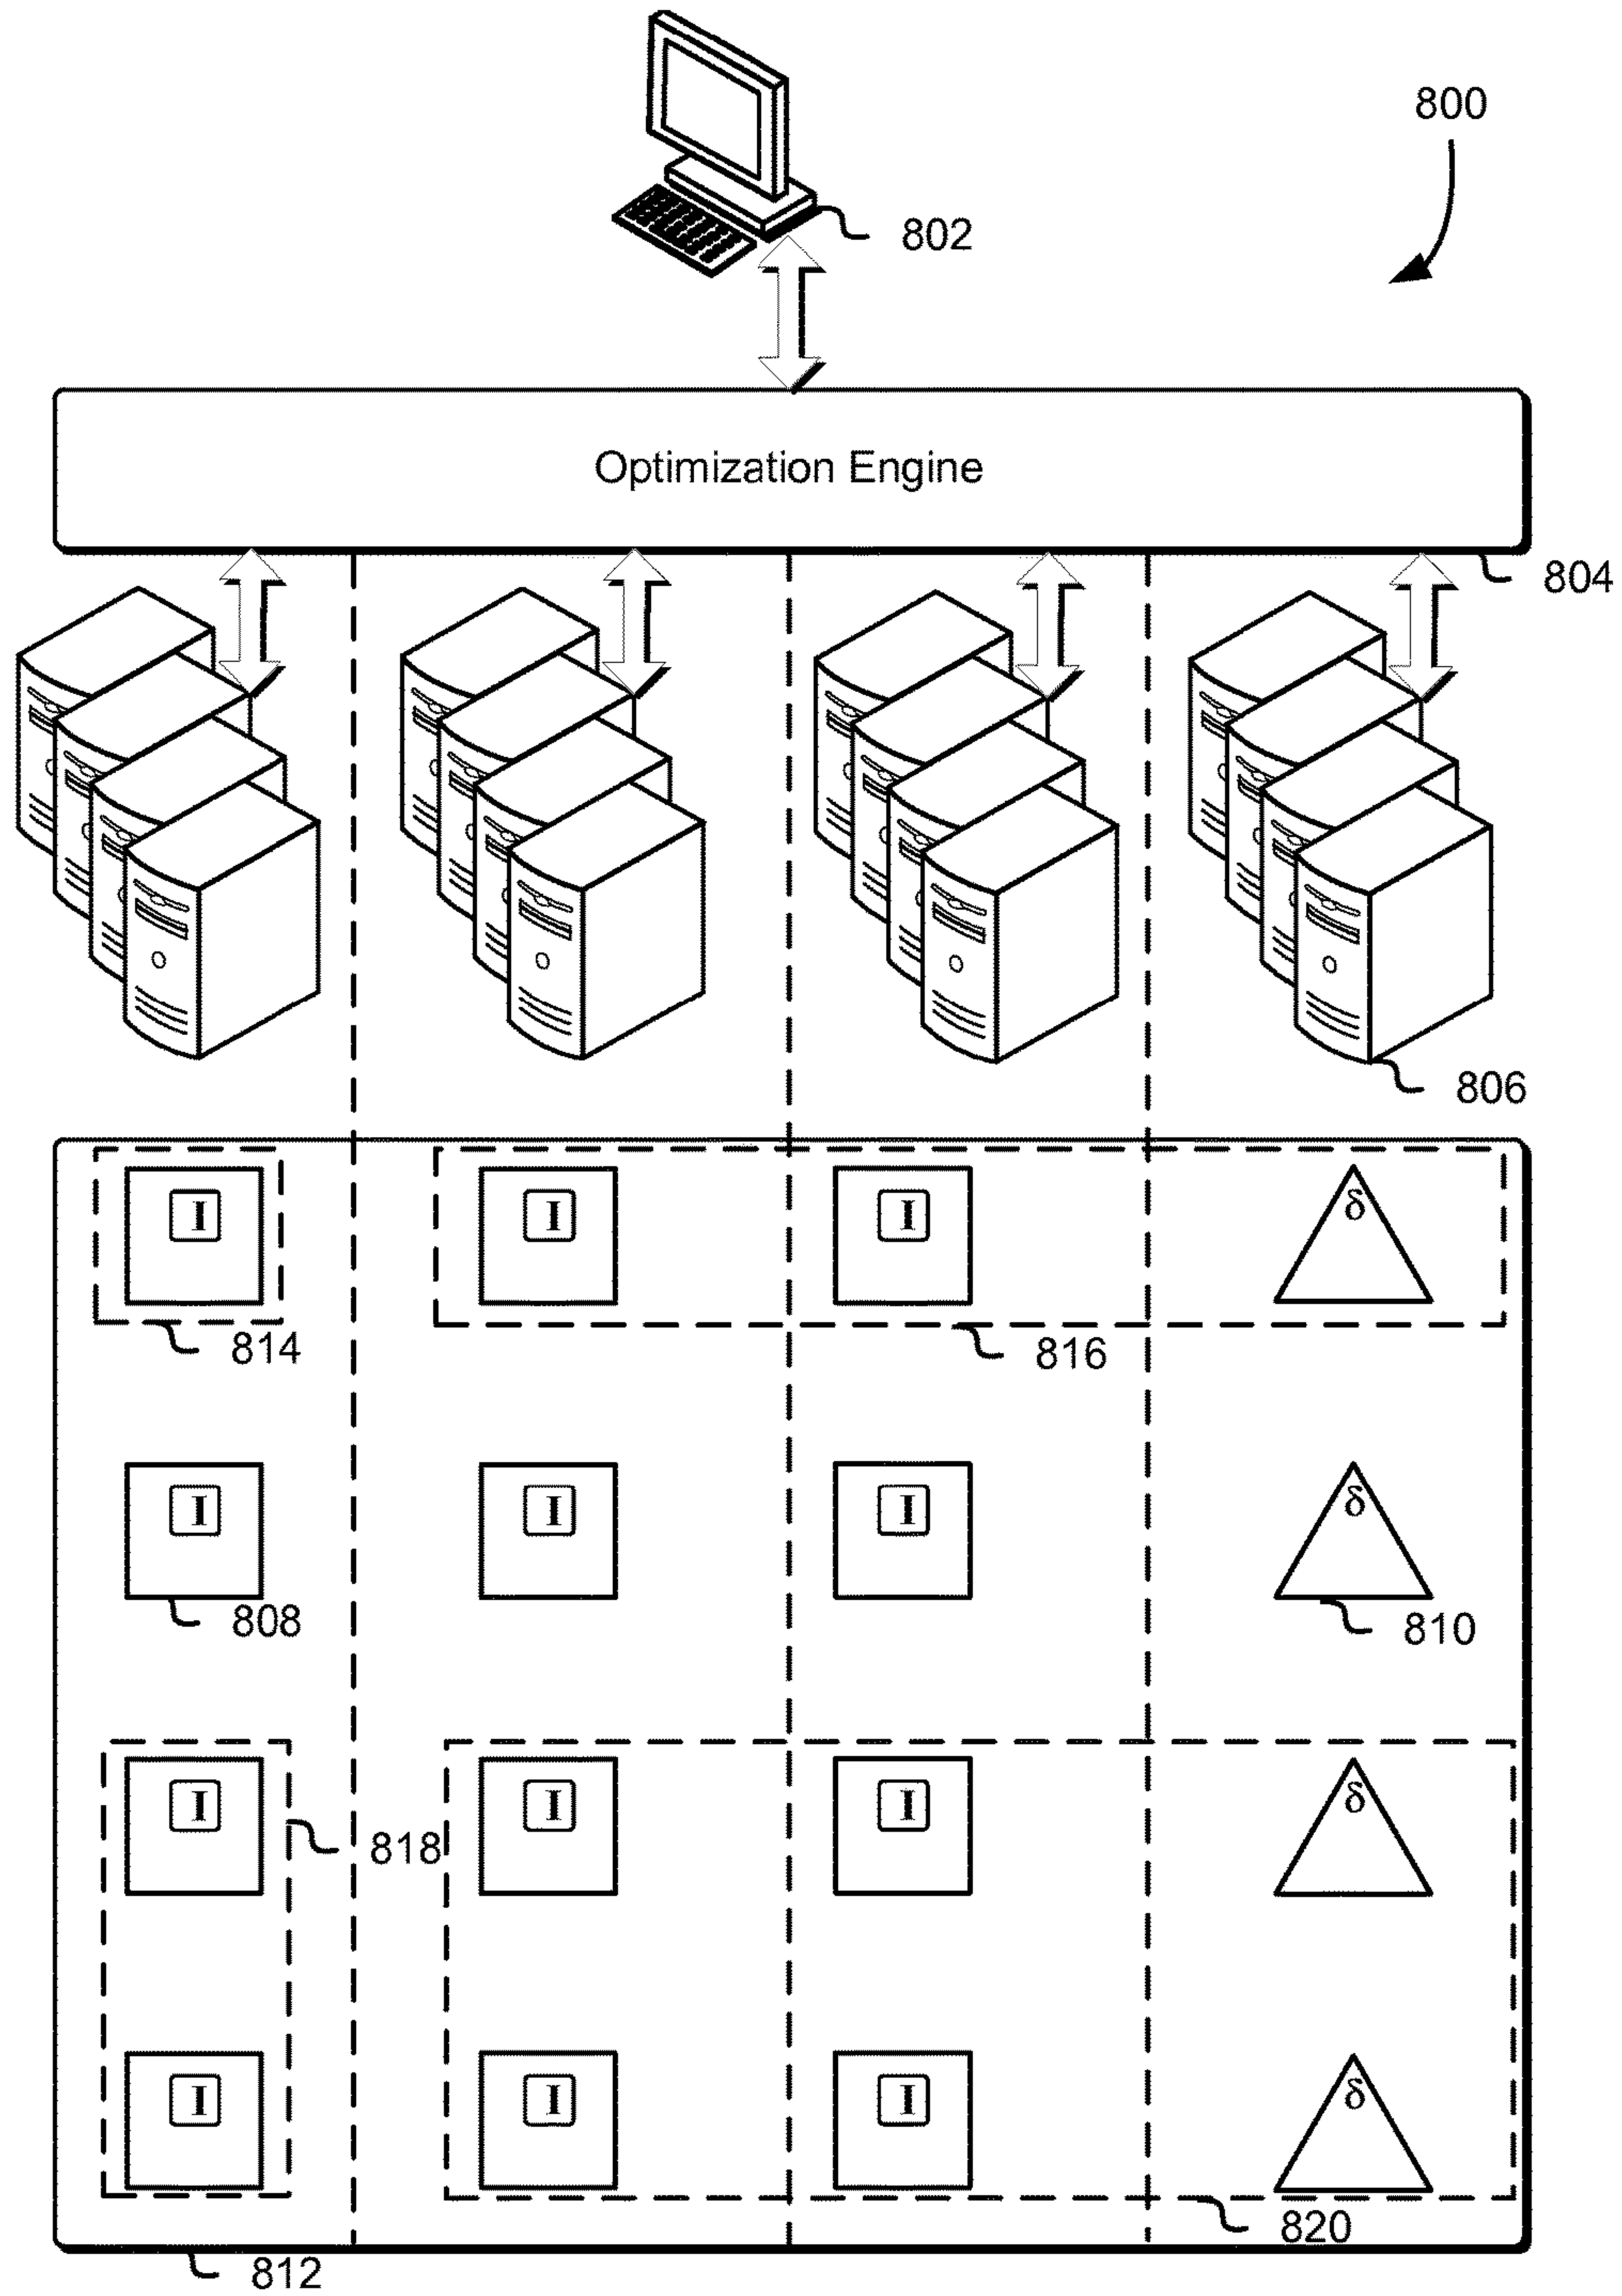 800
802
Optimization Engine
804
806
I I I δ
814 816
I I I δ
808 810
I I I δ
818
I I I δ
820
812